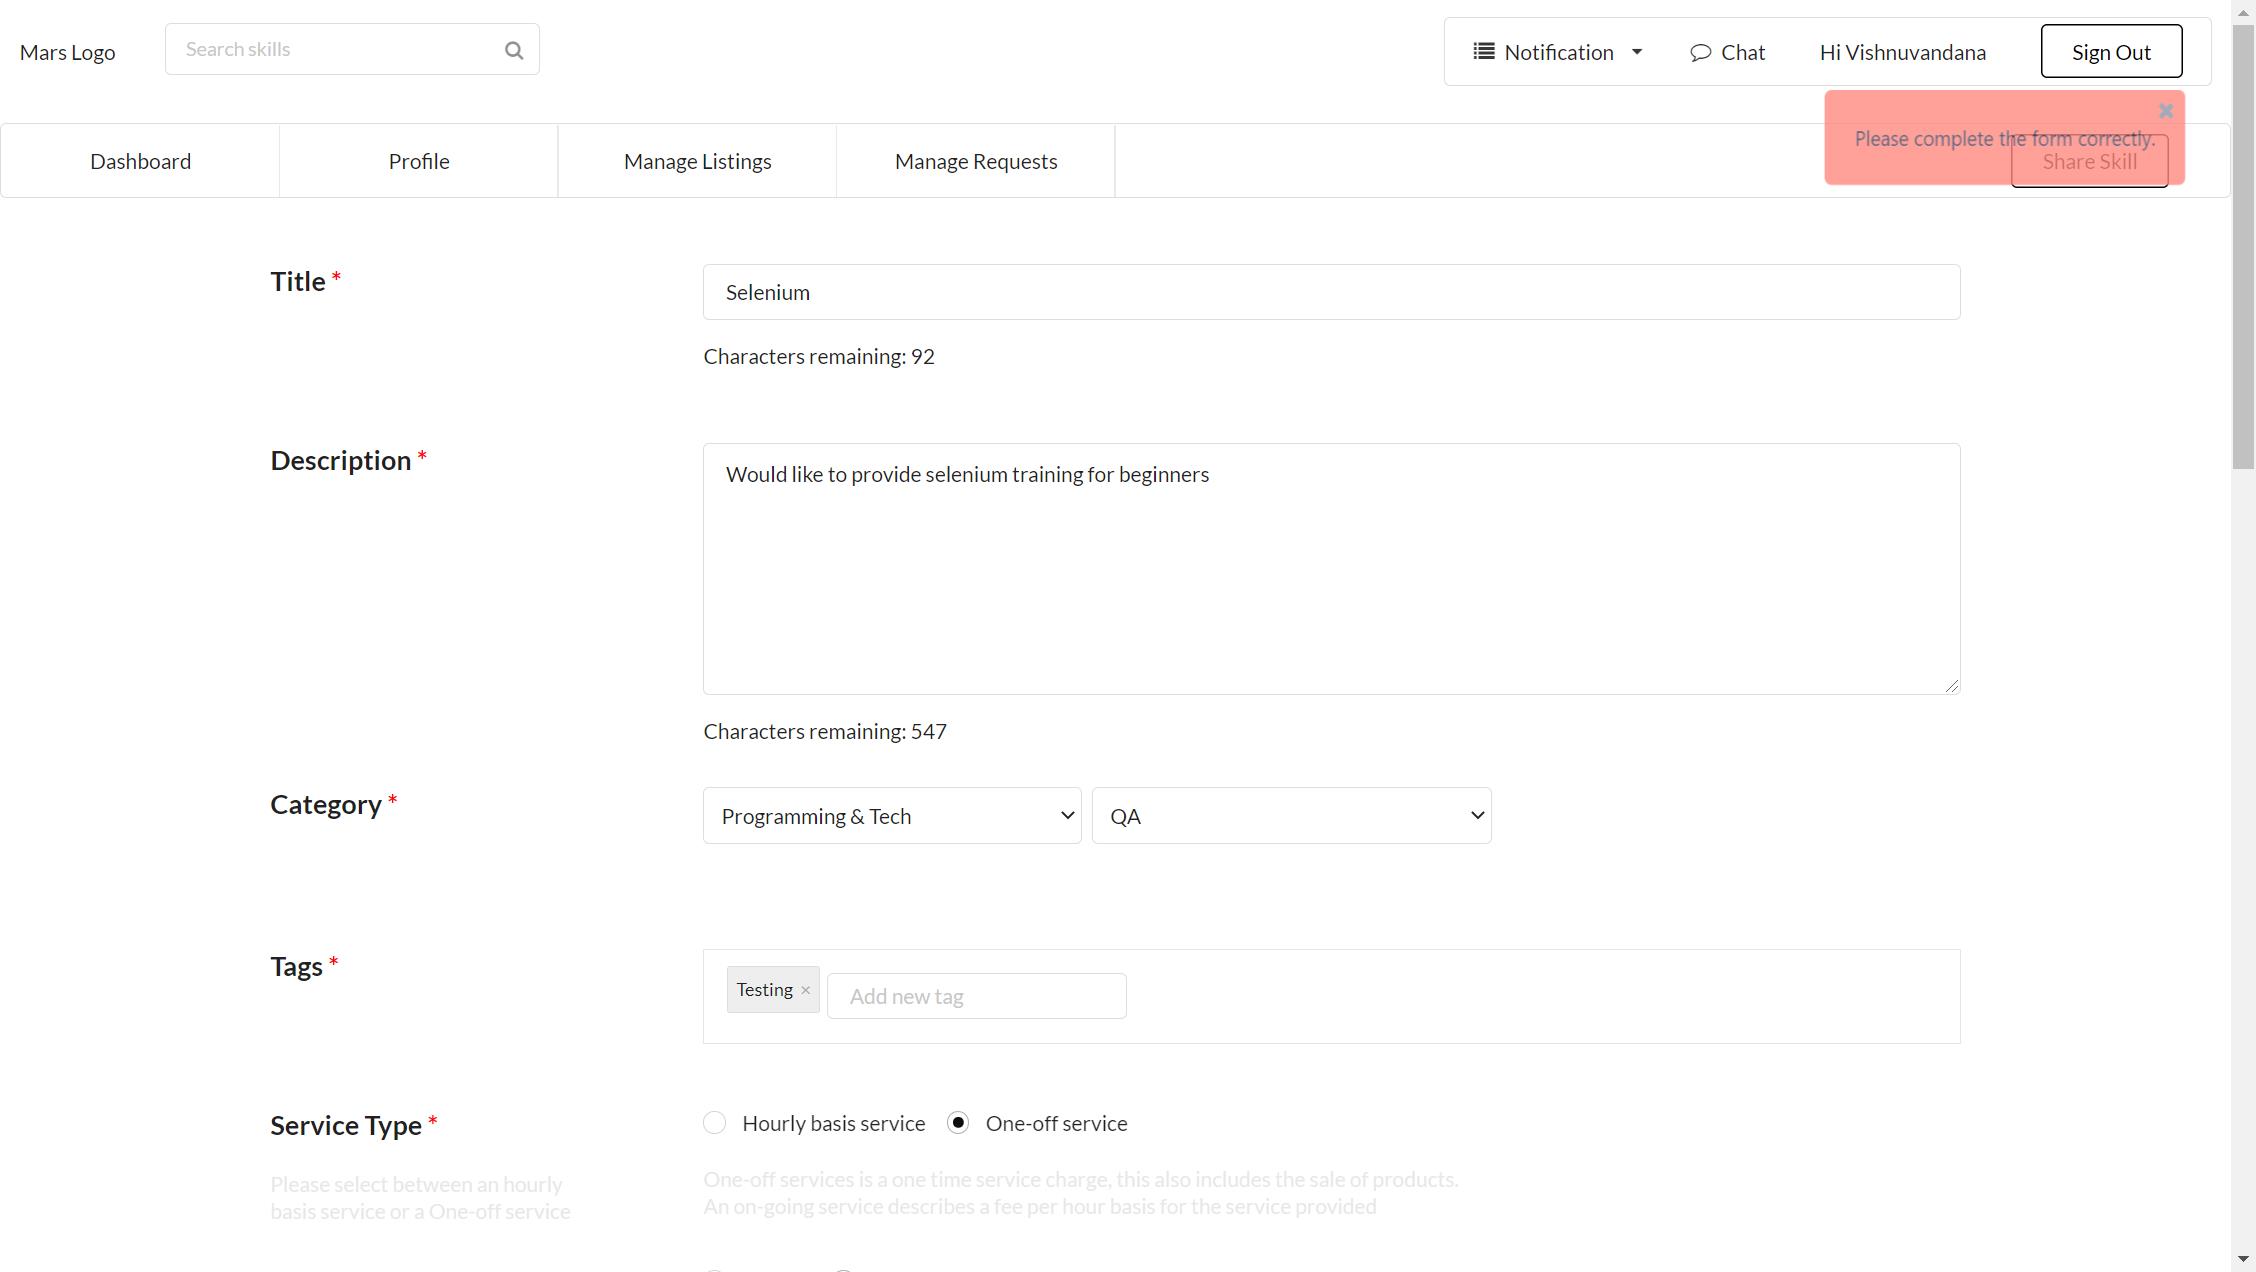 Mars Logo
Search skills
Notification
Chat
Hi Vishnuvandana
Sign Out
Please complete the form correctly.
Dashboard
Profile
Manage Listings
Manage Requests
Share Skill
Title *
Selenium
Characters remaining: 92
Description *
Would like to provide selenium training for beginners
Characters remaining: 547
Category *
Programming & Tech
QA
Tags *
Testing ×
Add new tag
Service Type *
Hourly basis service
One-off service
Please select between an hourly
basis service or a One-off service
One-off services is a one time service charge, this also includes the sale of products.
An on-going service describes a fee per hour basis for the service provided